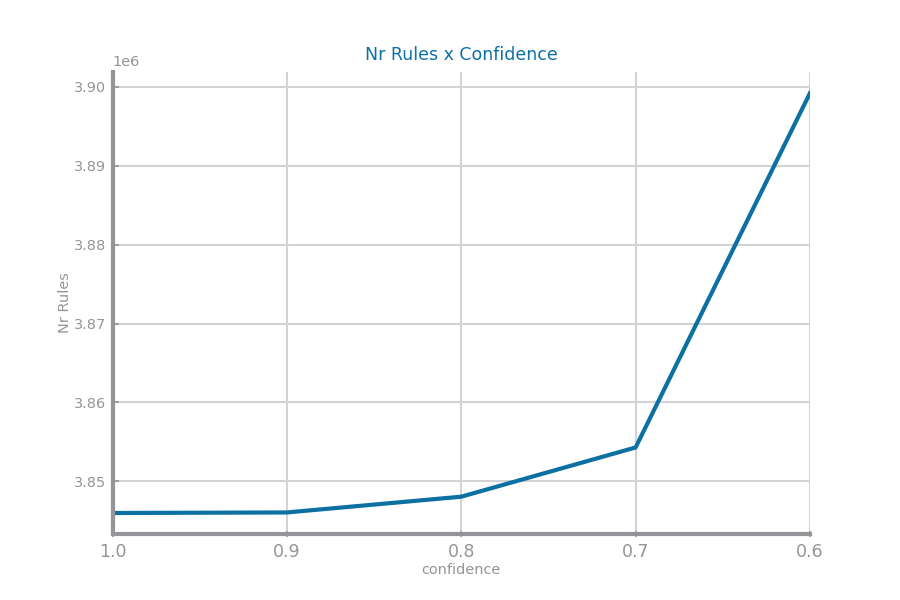 Nr Rules x Confidence
1e6
3.90
3.89
3.88
3.87
3.86
3.85
Nr Rules
1.0 0.9 0.8 0.7 0.6
confidence